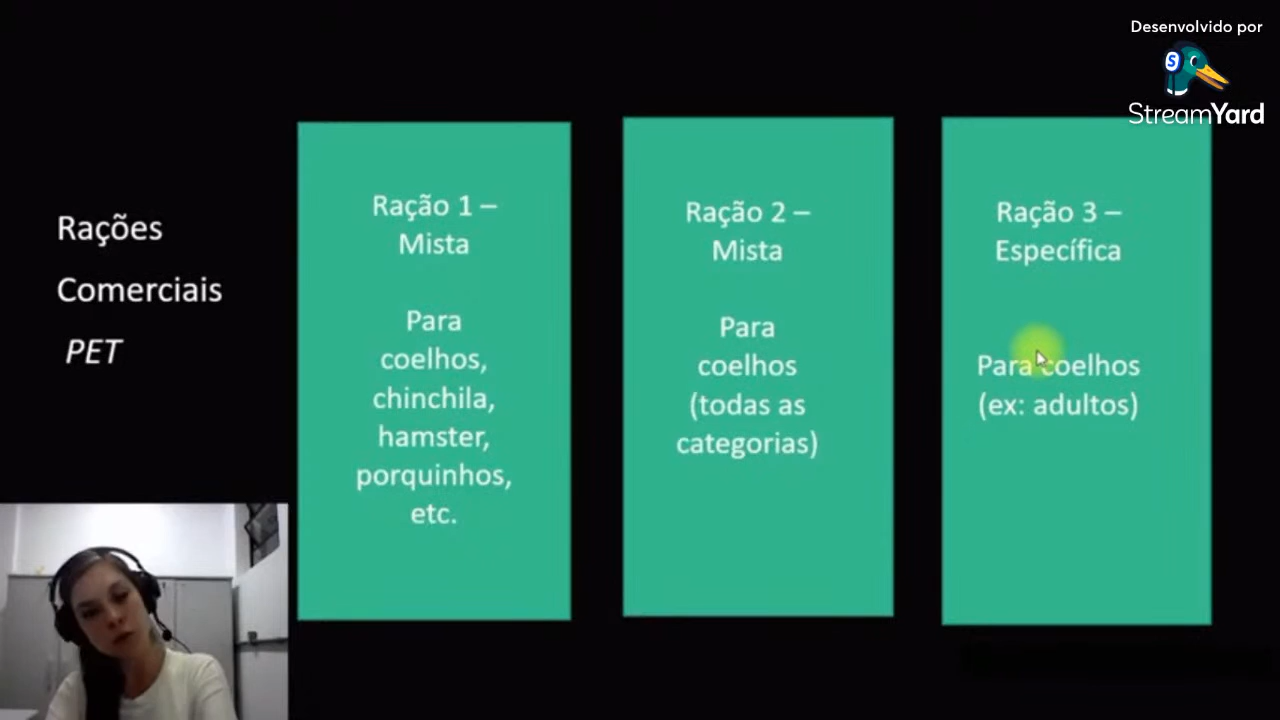 Desenvolvido por
StreamYard
Rações
Comerciais
PET
Ração 1 –
Mista
Para
coelhos,
chinchila,
hamster,
porquinhos,
etc.
Ração 2 –
Mista
Para
coelhos
(todas as
categorias)
Ração 3 –
Específica
Para coelhos
(ex: adultos)